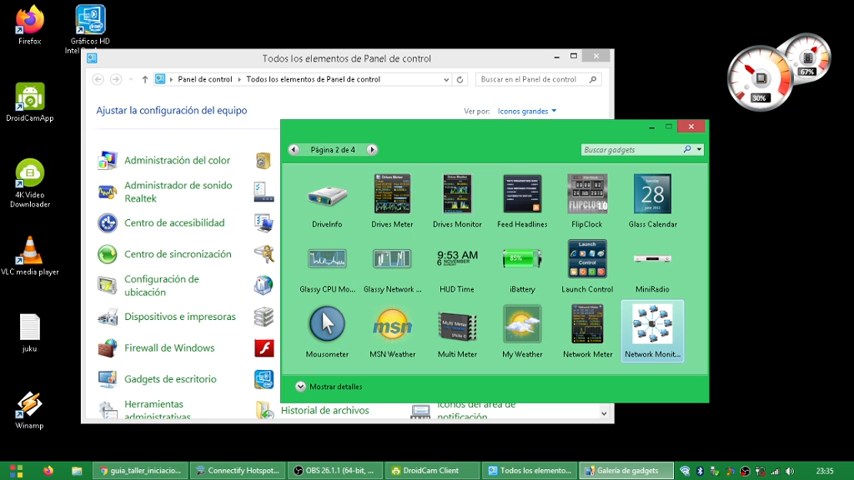 Firefox
Gráficos HD
Intel
DroidCamApp
4K Video
Downloader
VLC media player
juku
Winamp
Todos los elementos de Panel de control
Panel de control
Todos los elementos de Panel de control
Buscar en el Panel de control
Ajustar la configuración del equipo
Ver por:
Iconos grandes
Administración del color
Administrador de sonido
Realtek
Centro de accesibilidad
Centro de sincronización
Configuración de
ubicación
Dispositivos e impresoras
Firewall de Windows
Gadgets de escritorio
Herramientas
administrativas
Historial de archivos
Iconos del área de
notificación
Página 2 de 4
Buscar gadgets
DriveInfo
Drives Meter
Drives Monitor
Feed Headlines
FlipClock
Glass Calendar
28
Glassy CPU Mo...
Glassy Network ...
9:53 AM
NOVEMBER
HUD Time
85%
iBattery
Launch
Control
Launch Control
MiniRadio
Mousometer
msn
MSN Weather
Multi Meter
Multi Meter
My Weather
Network Meter
Network Monit...
Mostrar detalles
30%
67%
guia_taller_iniciacio...
Connectify Hotspot...
OBS 26.1.1 (64-bit, ...
DroidCam Client
Todos los elemento...
Galería de gadgets
23:35